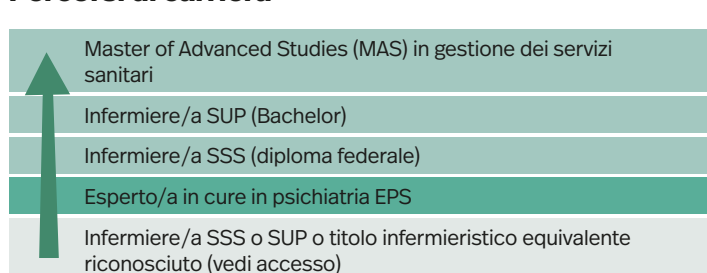 Master of Advanced Studies (MAS) in gestione dei servizi
sanitari
Infermiere/a SUP (Bachelor)
Infermiere/a SSS (diploma federale)
Esperto/a in cure in psichiatria EPS
Infermiere/a SSS o SUP o titolo infermieristico equivalente
riconosciuto (vedi accesso)